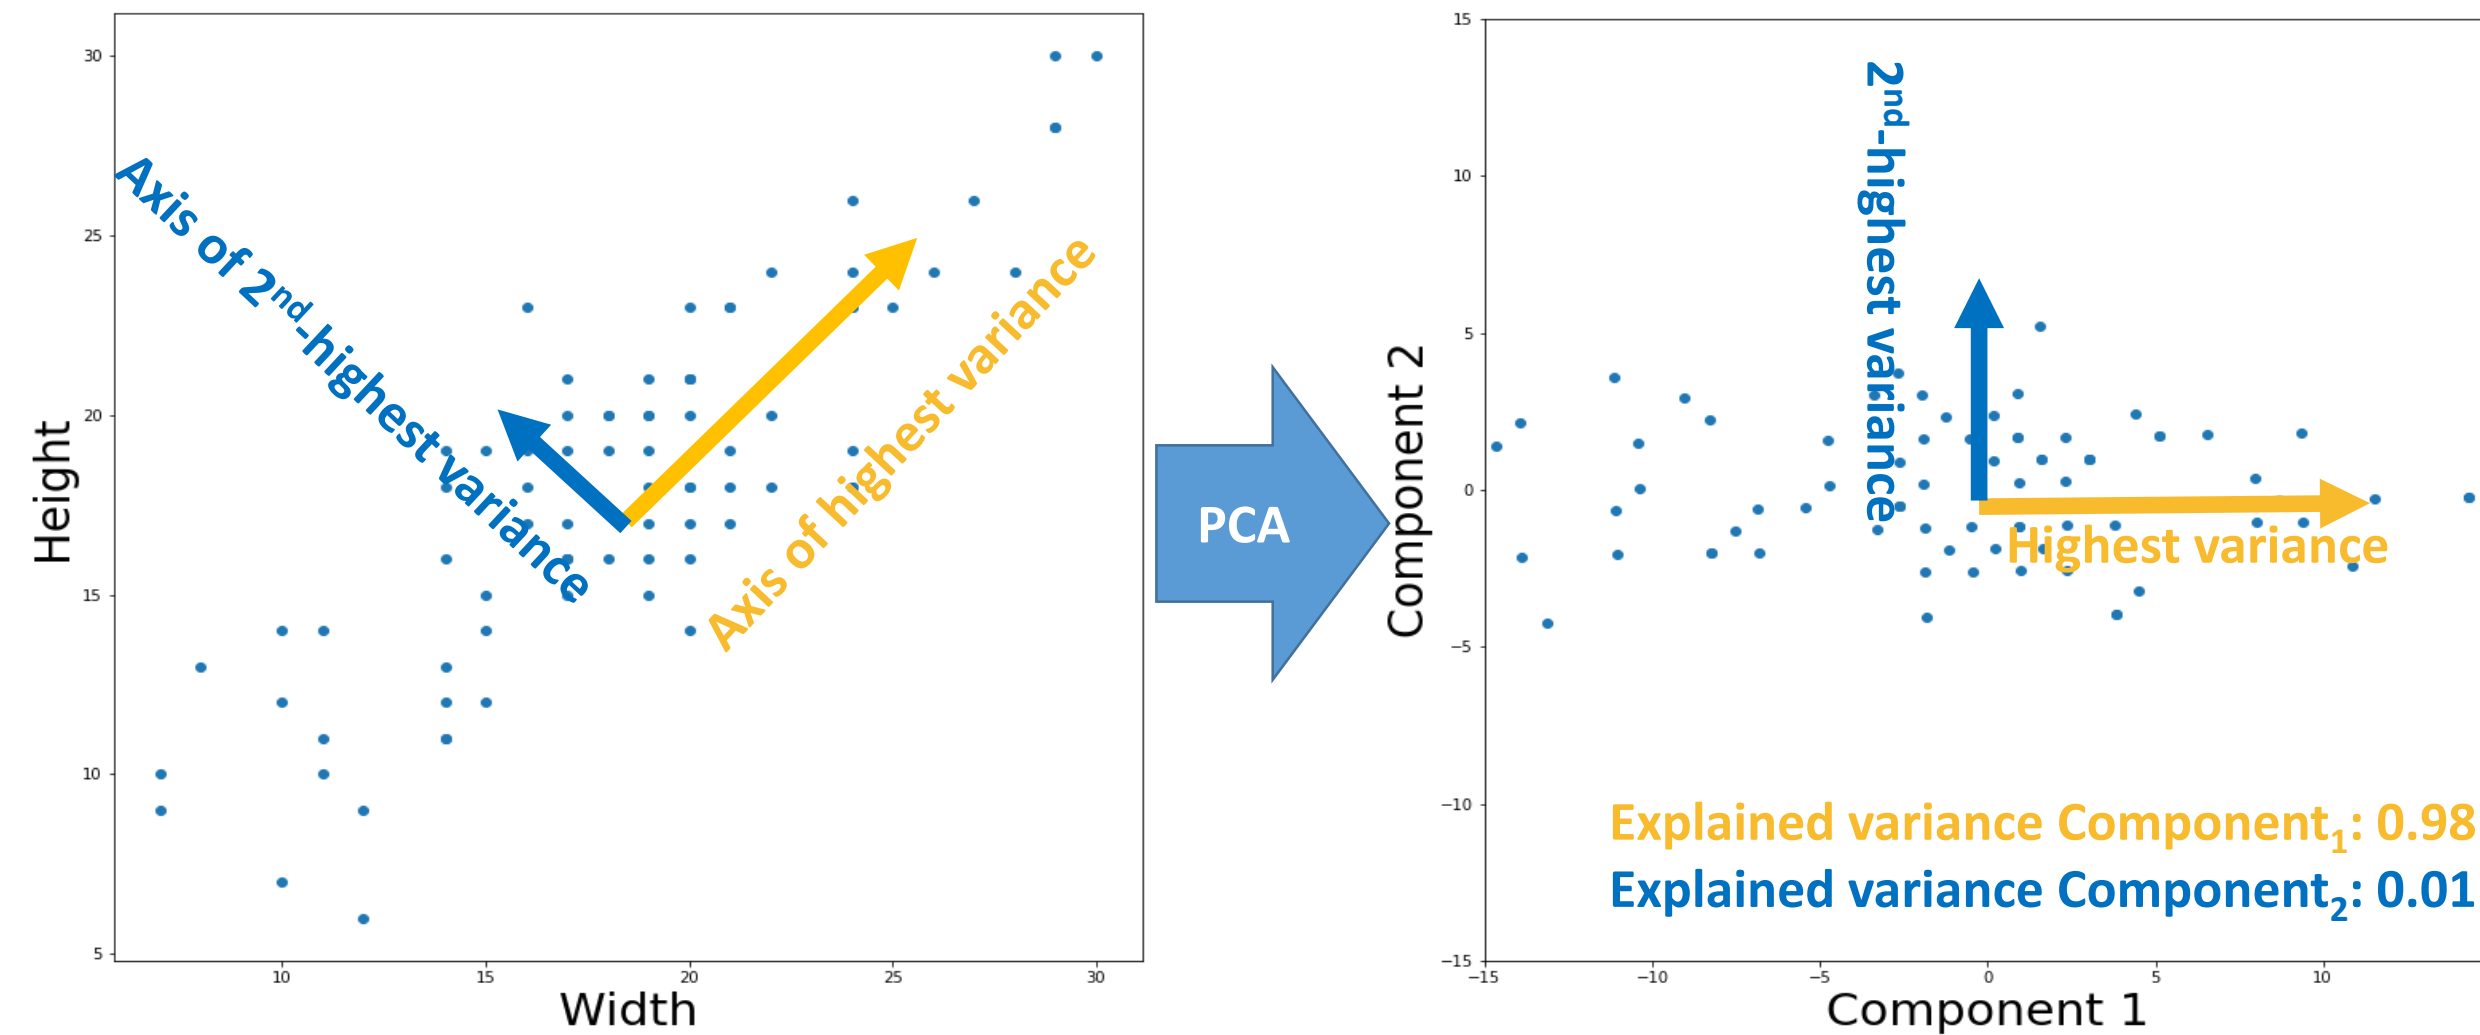 30
25
20
15
10
5
10
15
20
25
30
Height
Width
Axis of 2nd-highest variance
Axis of highest variance
PCA
15
10
5
0
−5
−10
−15
−15
−10
−5
0
5
10
Component 2
Component 1
2nd-highest variance
Highest variance
Explained variance Component1: 0.98
Explained variance Component2: 0.01